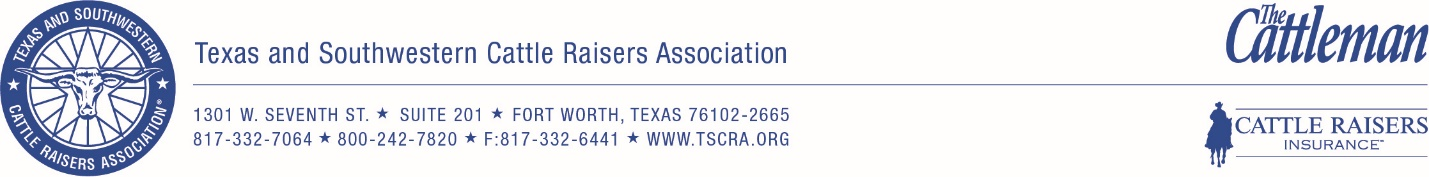 TEXAS AND SOUTHWESTERN
CATTLE RAISERS ASSOCIATION®
Texas and Southwestern Cattle Raisers Association
1301 W. SEVENTH ST. ★ SUITE 201 ★ FORT WORTH, TEXAS 76102-2665
817-332-7064 ★ 800-242-7820 ★ F:817-332-6441 ★ WWW.TSCRA.ORG
The
Cattleman
CATTLE RAISERS
INSURANCE™